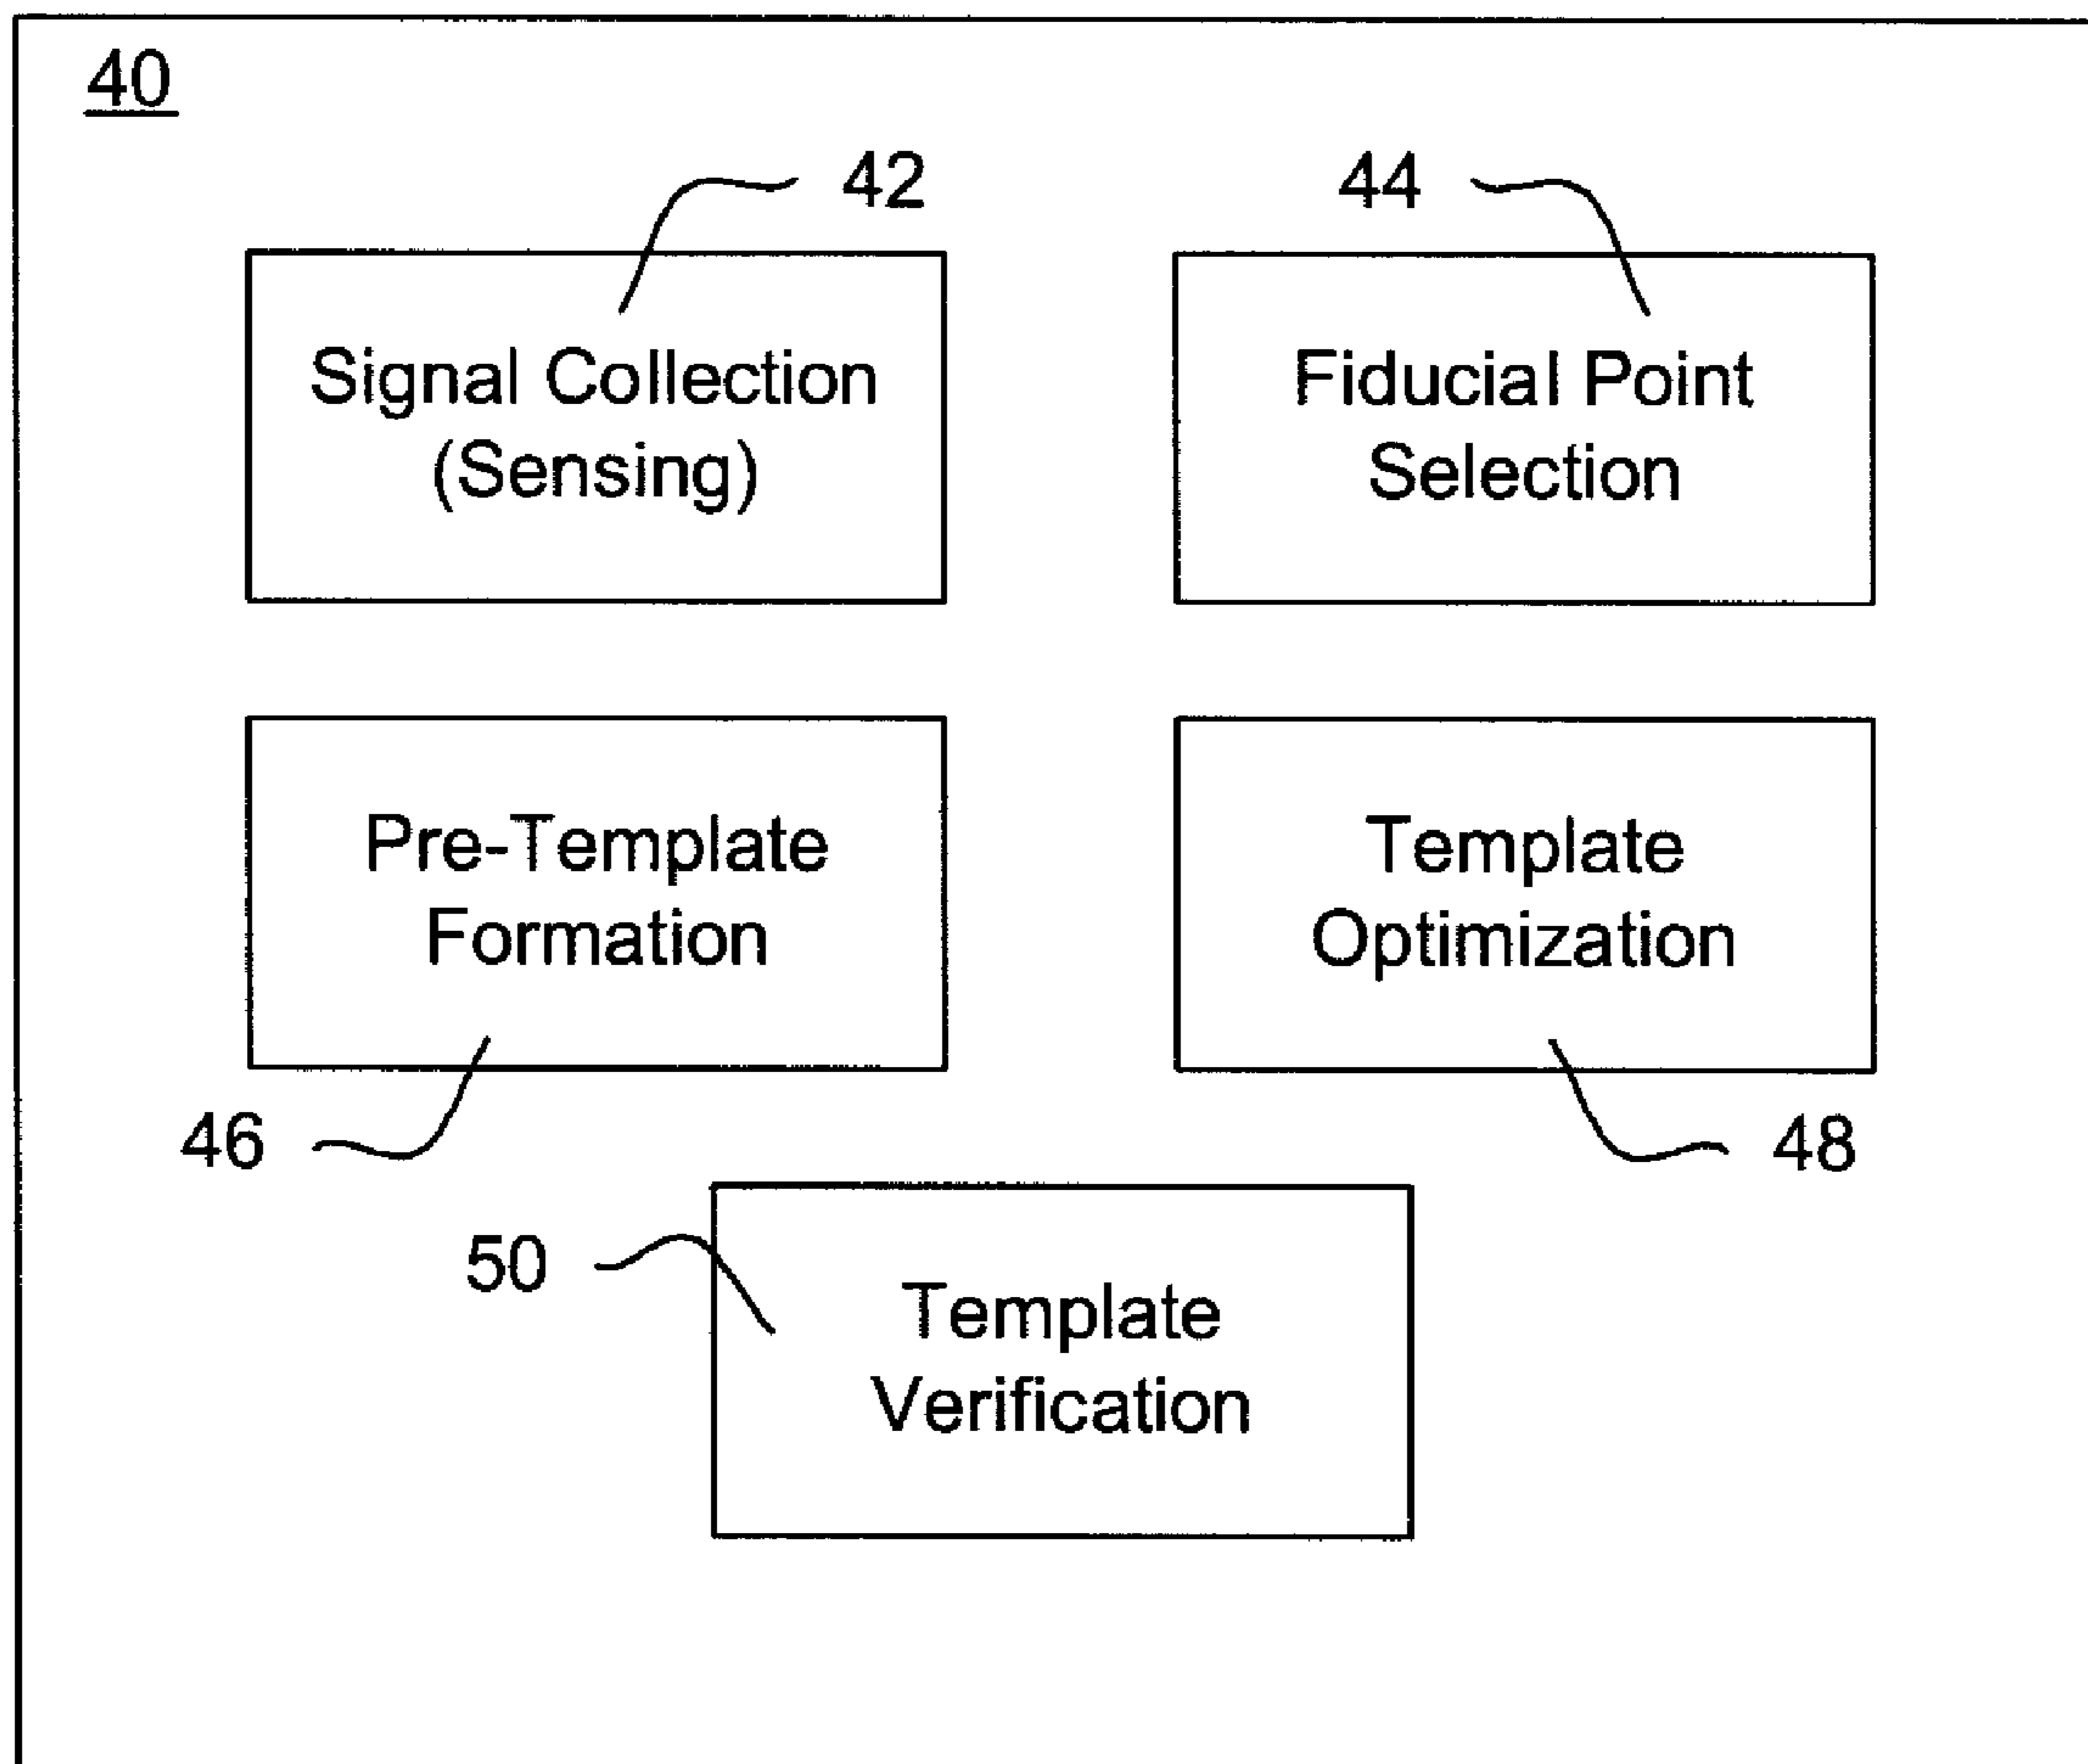 40
42
44
Signal Collection
(Sensing)
Fiducial Point
Selection
Pre-Template
Formation
Template
Optimization
46
48
50
Template
Verification